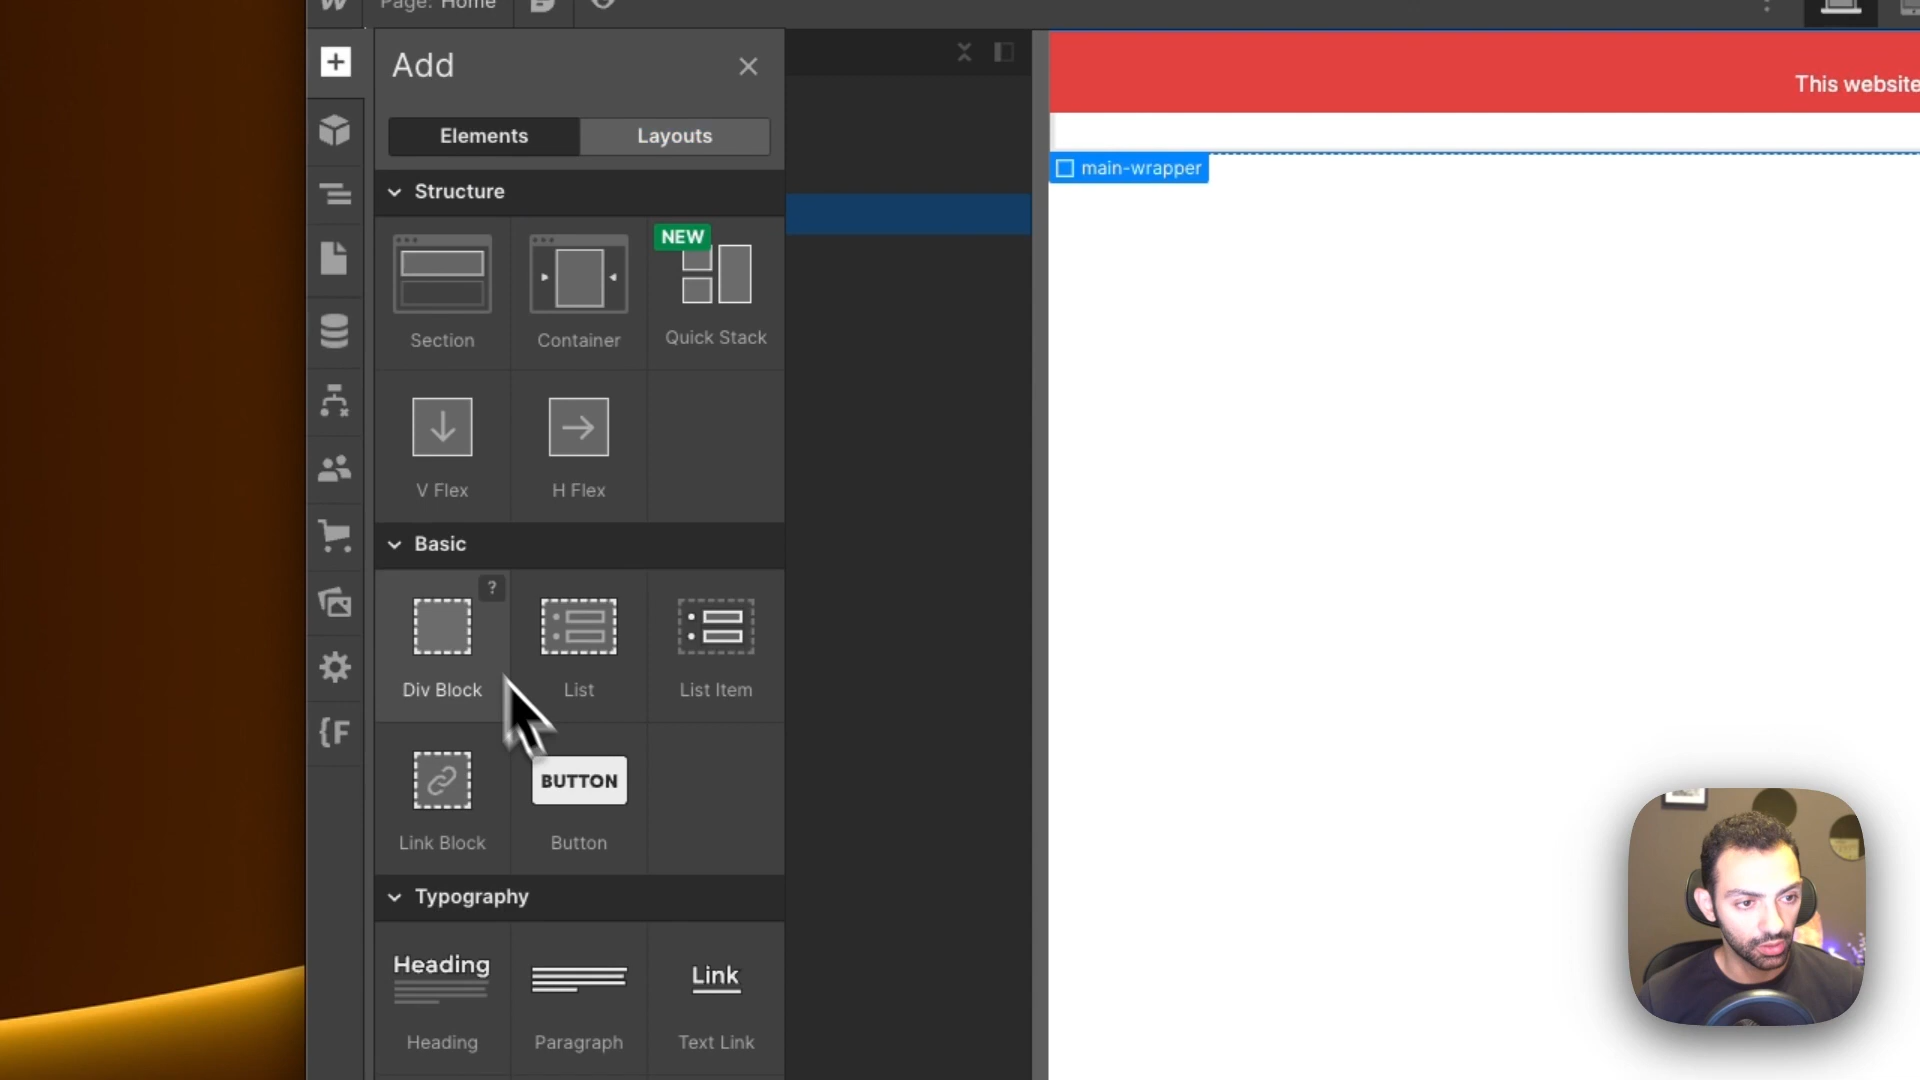 Page: Home
Add
Elements Layouts
Structure
NEW
Section Container Quick Stack
V Flex H Flex
Basic
?
Div Block List List Item
BUTTON
Link Block Button
Typography
Heading
Link
Heading Paragraph Text Link
{F
This website
main-wrapper